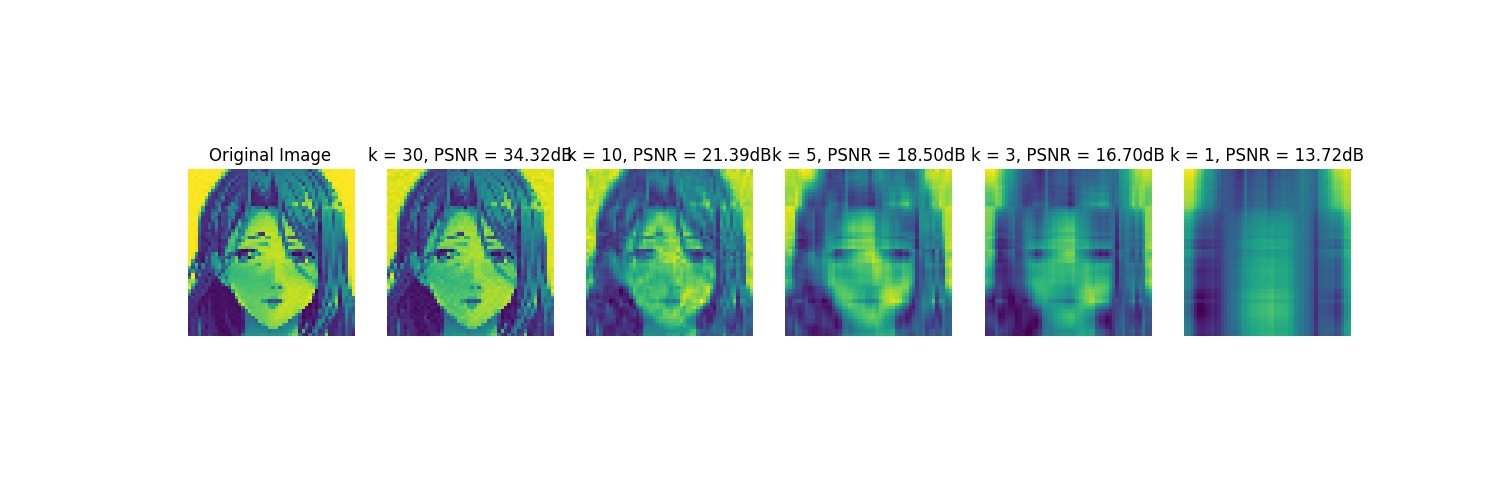 Original Image
k = 30, PSNR = 34.32dB
k = 10, PSNR = 21.39dB
k = 5, PSNR = 18.50dB
k = 3, PSNR = 16.70dB
k = 1, PSNR = 13.72dB